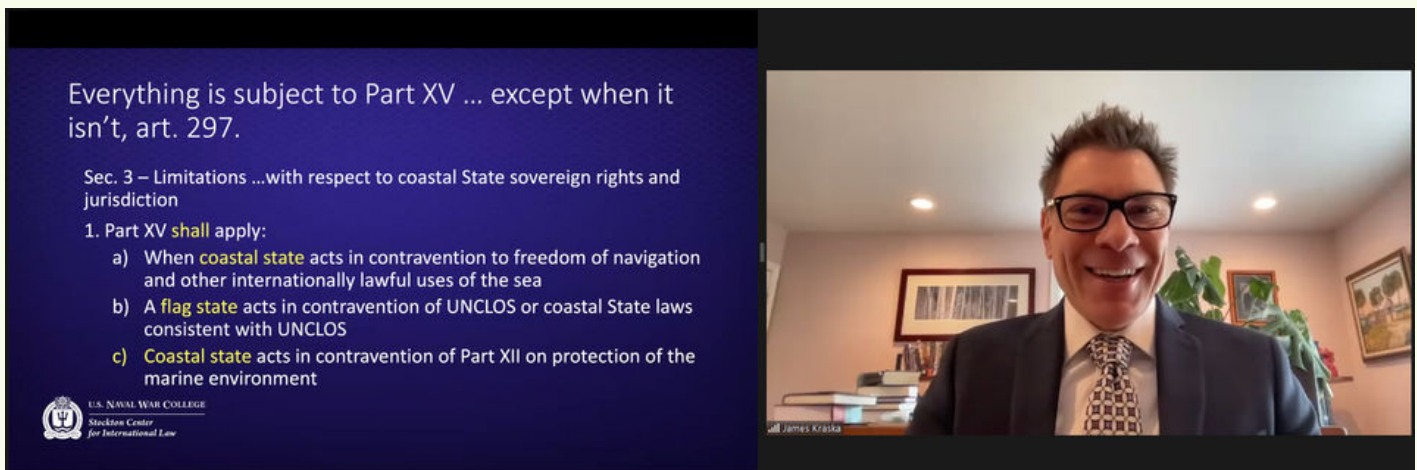 Everything is subject to Part XV ... except when it
isn't, art. 297.
Sec. 3 – Limitations ...with respect to coastal State sovereign rights and
jurisdiction
1. Part XV shall apply:
a) When coastal state acts in contravention to freedom of navigation
and other internationally lawful uses of the sea
b) A flag state acts in contravention of UNCLOS or coastal State laws
consistent with UNCLOS
c) Coastal state acts in contravention of Part XII on protection of the
marine environment
U.S. NAVAL WAR COLLEGE
Stockton Center
for International Law
James Kraska